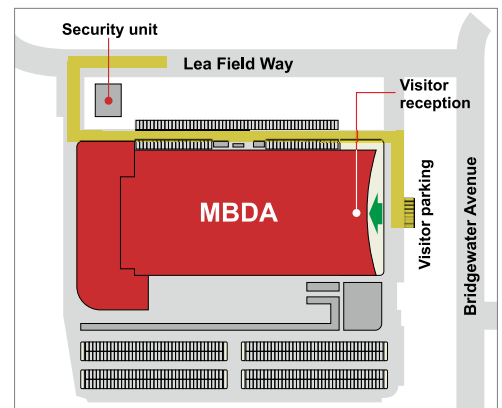 Security unit
Lea Field Way
Visitor
reception
MBDA
Visitor parking
Bridgewater Avenue